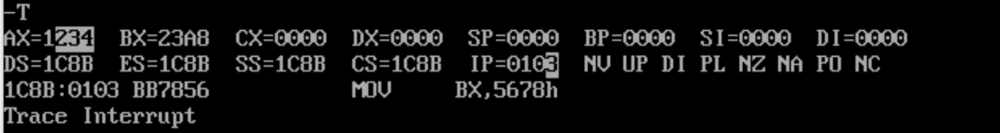 -T
AX=1234  BX=23A8  CX=0000  DX=0000  SP=0000  BP=0000  SI=0000  DI=0000
DS=1C8B  ES=1C8B  SS=1C8B  CS=1C8B  IP=0103  NV UP DI PL NZ NA PO NC
1C8B:0103 BB7856            MOV     BX,5678h
Trace Interrupt